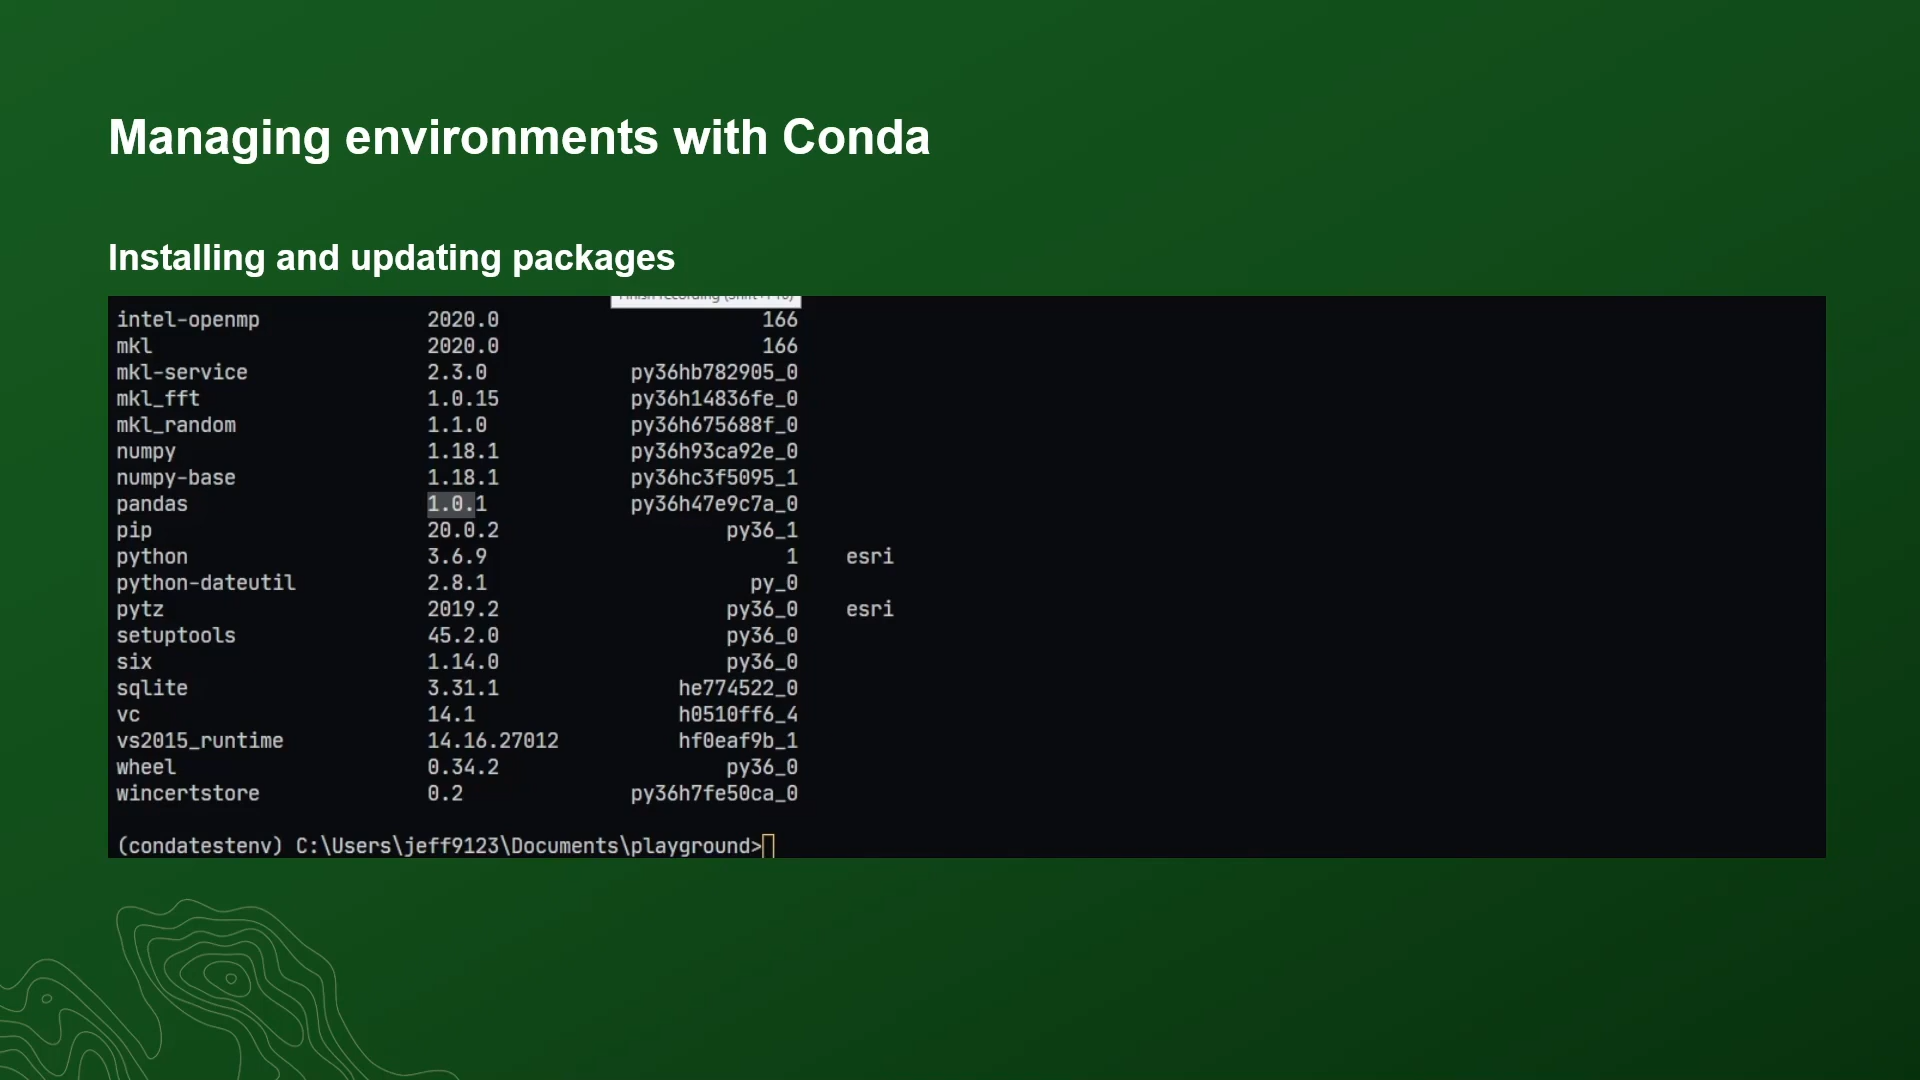 Managing environments with Conda
Installing and updating packages
intel-openmp 2020.0 166
mkl 2020.0 166
mkl-service 2.3.0 py36hb782905_0
mkl_fft 1.0.15 py36h14836fe_0
mkl_random 1.1.0 py36h675688f_0
numpy 1.18.1 py36h93ca92e_0
numpy-base 1.18.1 py36hc3f5095_1
pandas 1.0.1 py36h47e9c7a_0
pip 20.0.2 py36_1
python 3.6.9 1 esri
python-dateutil 2.8.1 py_0
pytz 2019.2 py36_0 esri
setuptools 45.2.0 py36_0
six 1.14.0 py36_0
sqlite 3.31.1 he774522_0
vc 14.1 h0510ff6_4
vs2015_runtime 14.16.27012 hf0eaf9b_1
wheel 0.34.2 py36_0
wincertstore 0.2 py36h7fe50ca_0
(condatestenv) C:\Users\jeff9123\Documents\playground>